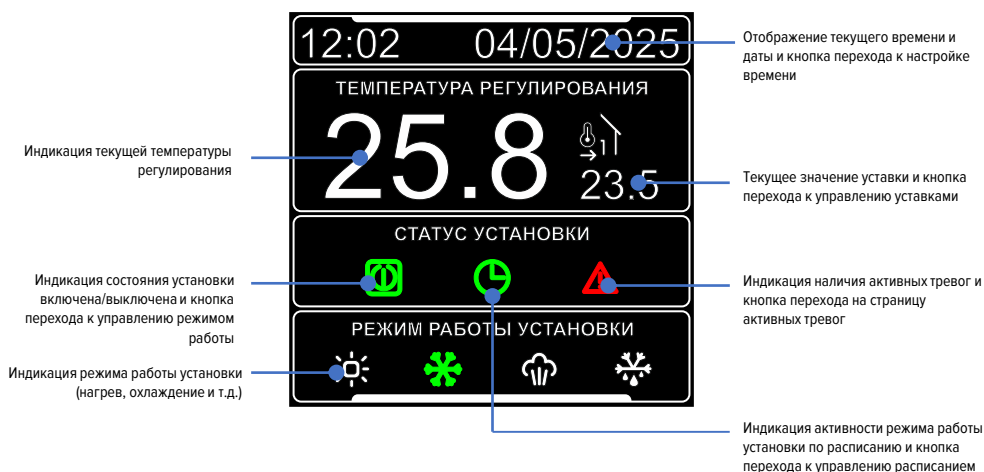 12:02 04/05/2025
ТЕМПЕРАТУРА РЕГУЛИРОВАНИЯ
25.8
1
23.5
СТАТУС УСТАНОВКИ
РЕЖИМ РАБОТЫ УСТАНОВКИ
Индикация текущей температуры
регулирования
Индикация состояния установки
включена/выключена и кнопка
перехода к управлению режимом
работы
Индикация режима работы установки
(нагрев, охлаждение и т.д.)
Отображение текущего времени и
даты и кнопка перехода к настройке
времени
Текущее значение уставки и кнопка
перехода к управлению уставками
Индикация наличия активных тревог и
кнопка перехода на страницу
активных тревог
Индикация активности режима работы
установки по расписанию и кнопка
перехода к управлению расписанием